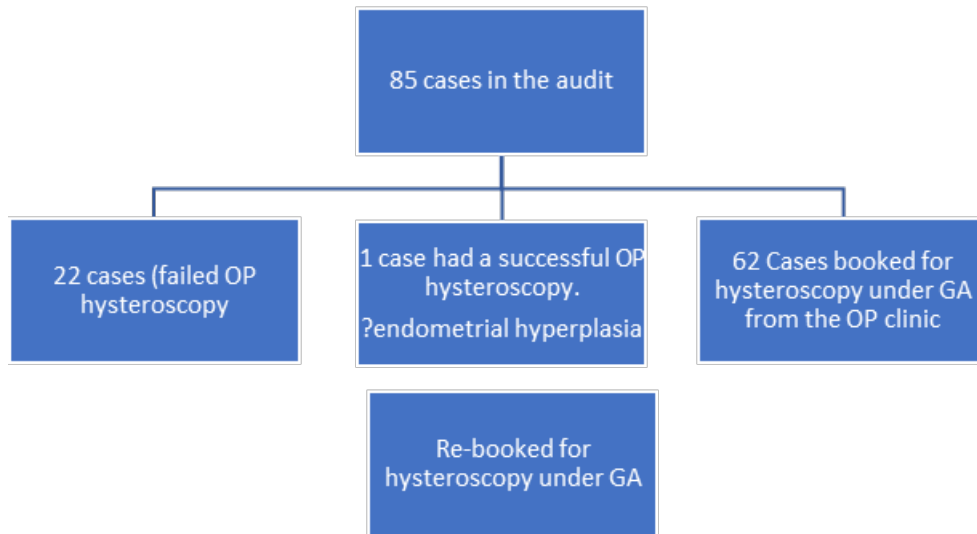 85 cases in the audit
22 cases (failed OP
hysteroscopy
1 case had a successful OP
hysteroscopy.
?endometrial hyperplasia
62 Cases booked for
hysteroscopy under GA
from the OP clinic
Re-booked for
hysteroscopy under GA